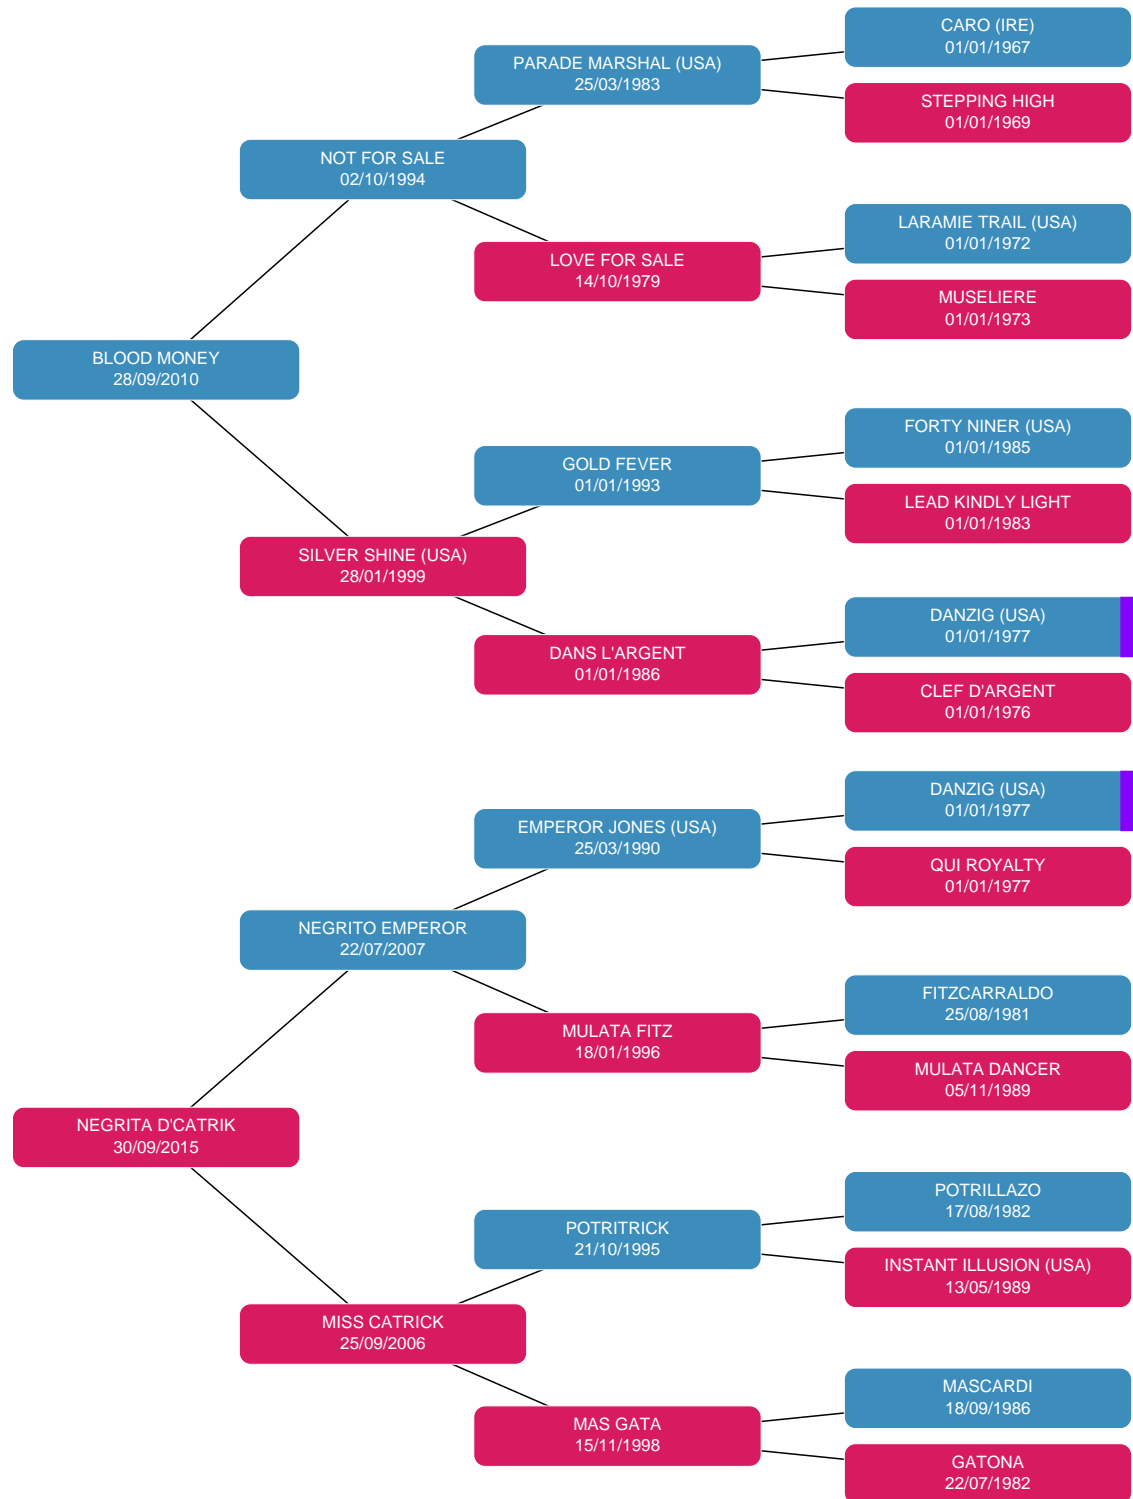 CARO (IRE)
01/01/1967
PARADE MARSHAL (USA)
25/03/1983
STEPPING HIGH
01/01/1969
NOT FOR SALE
02/10/1994
LARAMIE TRAIL (USA)
01/01/1972
LOVE FOR SALE
14/10/1979
MUSELIERE
01/01/1973
BLOOD MONEY
28/09/2010
FORTY NINER (USA)
01/01/1985
GOLD FEVER
01/01/1993
LEAD KINDLY LIGHT
01/01/1983
SILVER SHINE (USA)
28/01/1999
DANZIG (USA)
01/01/1977
DANS L'ARGENT
01/01/1986
CLEF D'ARGENT
01/01/1976
DANZIG (USA)
01/01/1977
EMPEROR JONES (USA)
25/03/1990
QUI ROYALTY
01/01/1977
NEGRITO EMPEROR
22/07/2007
FITZCARRALDO
25/08/1981
MULATA FITZ
18/01/1996
MULATA DANCER
05/11/1989
NEGRITA D'CATRIK
30/09/2015
POTRILLAZO
17/08/1982
POTRITRICK
21/10/1995
INSTANT ILLUSION (USA)
13/05/1989
MISS CATRICK
25/09/2006
MASCARDI
18/09/1986
MAS GATA
15/11/1998
GATONA
22/07/1982